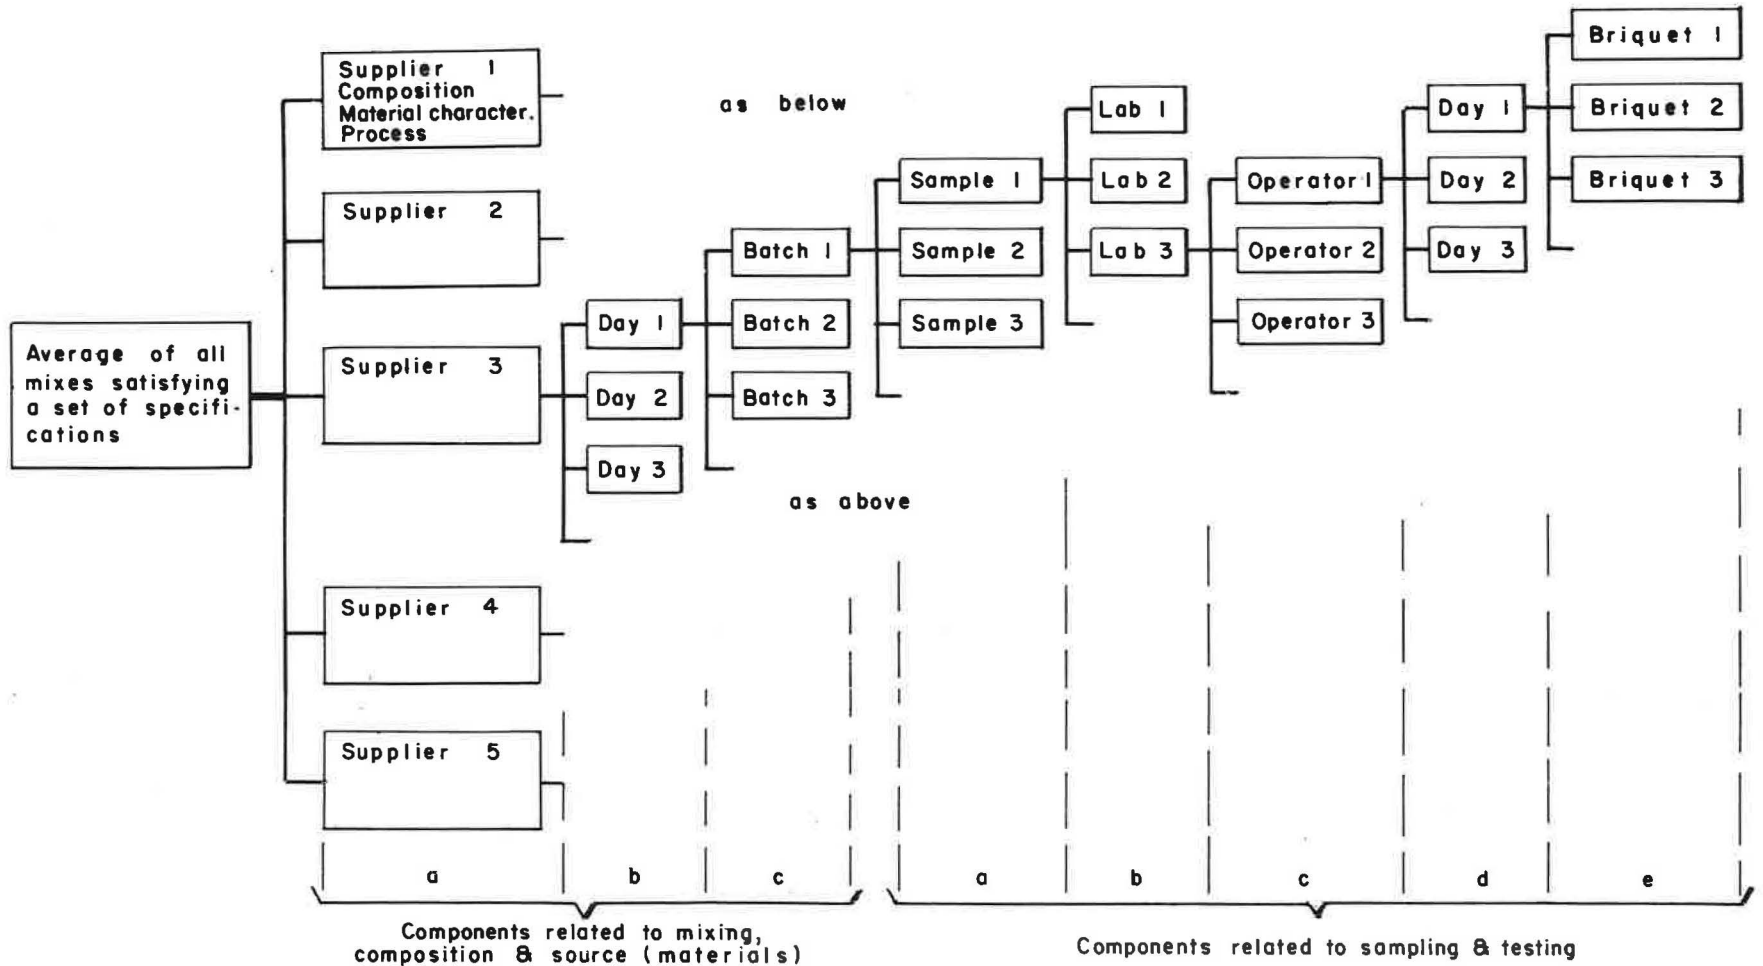 Average of all
mixes satisfying
a set of specifi-
cations
Supplier 1
Composition
Material character.
Process
Supplier 2
Supplier 3
Supplier 4
Supplier 5
as below
as above
Day 1
Day 2
Day 3
Batch 1
Batch 2
Batch 3
Sample 1
Sample 2
Sample 3
Lab 1
Lab 2
Lab 3
Operator 1
Operator 2
Operator 3
Day 1
Day 2
Day 3
Briquet 1
Briquet 2
Briquet 3
a
b
c
a
b
c
d
e
Components related to mixing,
composition & source (materials)
Components related to sampling & testing